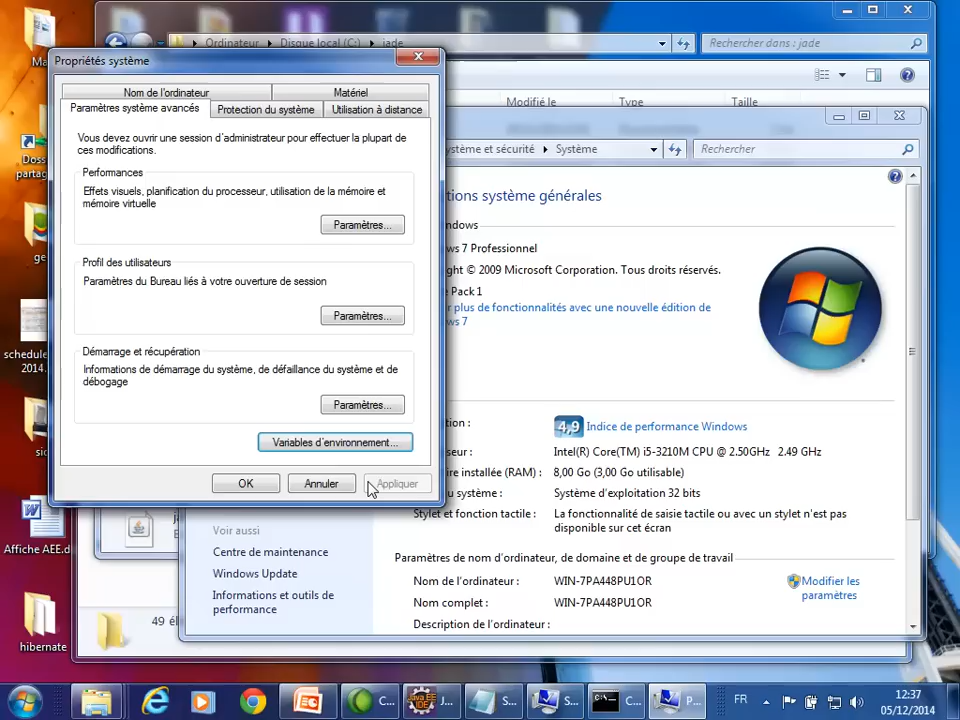 Ordinateur ▸ Disque local (C:) ▸ jade
Rechercher dans : jade
Propriétés système
Nom de l'ordinateur
Matériel
Paramètres système avancés
Protection du système
Utilisation à distance
Modifié le
Type
Taille
Vous devez ouvrir une session d'administrateur pour effectuer la plupart de
ces modifications.
Performances
Effets visuels, planification du processeur, utilisation de la mémoire et
mémoire virtuelle
Paramètres...
Profil des utilisateurs
Paramètres du Bureau liés à votre ouverture de session
Paramètres...
Démarrage et récupération
Informations de démarrage du système, de défaillance du système et de
débogage
Paramètres...
Variables d'environnement...
OK
Annuler
Appliquer
ystème et sécurité ▸ Système
Rechercher
tions système générales
ndows
ws 7 Professionnel
ght © 2009 Microsoft Corporation. Tous droits réservés.
e Pack 1
r plus de fonctionnalités avec une nouvelle édition de
ws 7
tion :
4,9 Indice de performance Windows
seur :
Intel(R) Core(TM) i5-3210M CPU @ 2.50GHz 2.49 GHz
ire installée (RAM) :
8,00 Go (3,00 Go utilisable)
u système :
Système d'exploitation 32 bits
Stylet et fonction tactile :
La fonctionnalité de saisie tactile ou avec un stylet n'est pas
disponible sur cet écran
Voir aussi
Centre de maintenance
Windows Update
Informations et outils de
performance
Paramètres de nom d'ordinateur, de domaine et de groupe de travail
Nom de l'ordinateur :
WIN-7PA448PU1OR
Modifier les
paramètres
Nom complet :
WIN-7PA448PU1OR
Description de l'ordinateur :
49 él
Ma
Doss
partag
ge
schedule
2014.
sic
Affiche AEE.d
hibernate
C...
J...
S...
S...
C...
P...
FR
12:37
05/12/2014